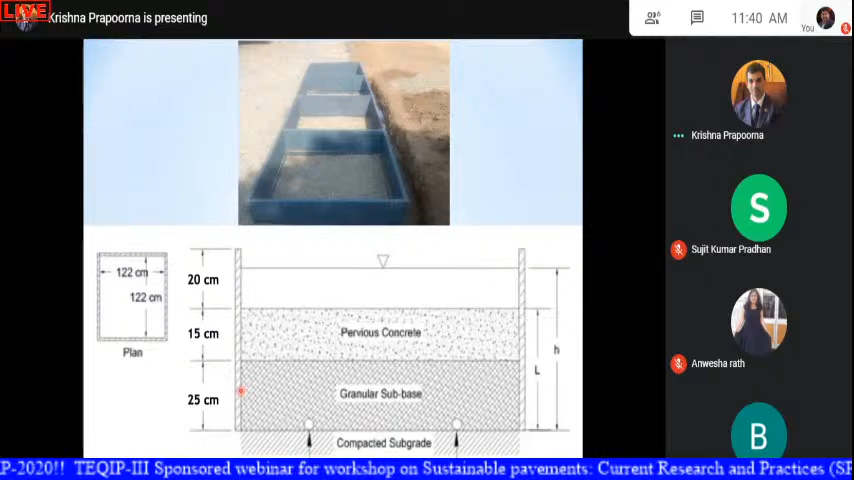 LIVE
Krishna Prapoorna is presenting
6
11:40 AM
You
Krishna Prapoorna
S
Sujit Kumar Pradhan
Anwesha rath
B
122 cm
122 cm
Plan
20 cm
15 cm
25 cm
Pervious Concrete
Granular Sub-base
Compacted Subgrade
L
h
P-2020!! TEQIP-III Sponsored webinar for workshop on Sustainable pavements: Current Research and Practices (SP